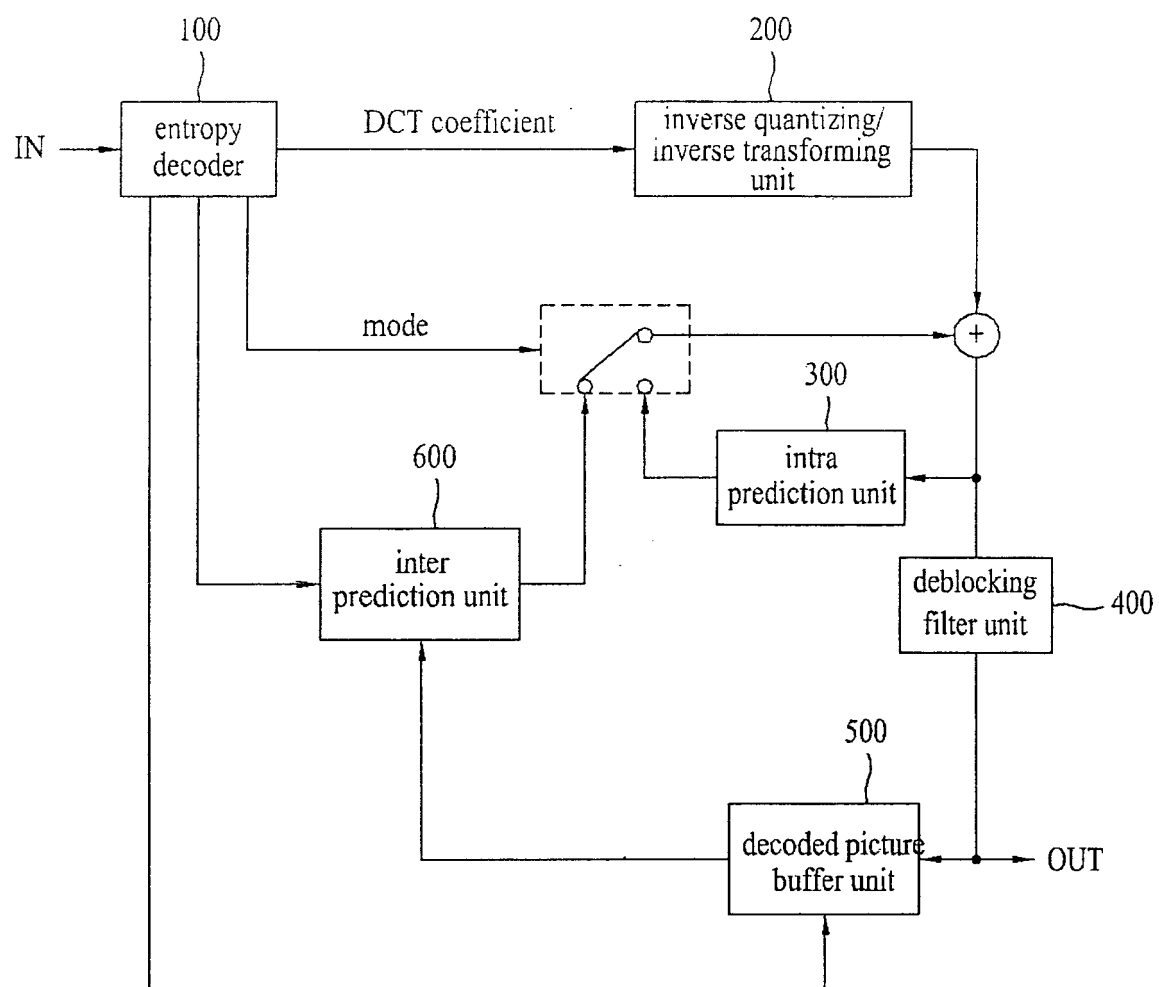 100
200
IN
entropy
decoder
DCT coefficient
inverse quantizing/
inverse transforming
unit
mode
+
300
intra
prediction unit
600
inter
prediction unit
deblocking
filter unit
400
500
decoded picture
buffer unit
OUT